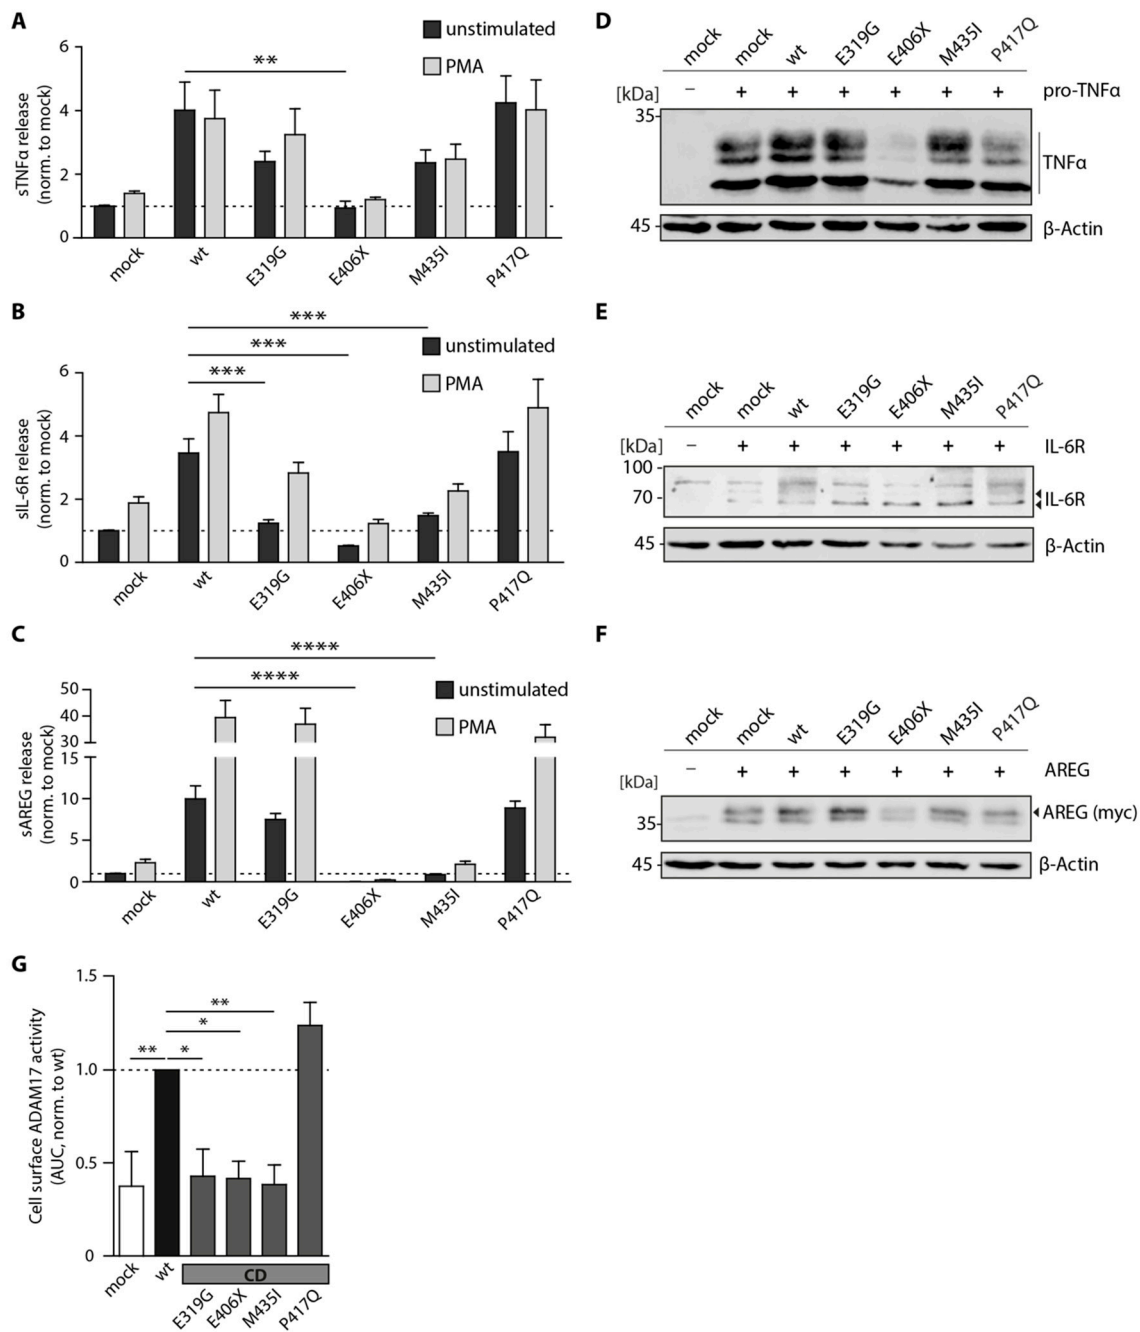 A
sTNFα release
(norm. to mock)
6
4
2
0
**
unstimulated
PMA
mock
wt
E319G
E406X
M435I
P417Q
B
sIL-6R release
(norm. to mock)
6
4
2
0
***
***
***
unstimulated
PMA
mock
wt
E319G
E406X
M435I
P417Q
C
sAREG release
(norm. to mock)
50
40
30
15
10
5
0
****
****
unstimulated
PMA
mock
wt
E319G
E406X
M435I
P417Q
D
mock
mock
wt
E319G
E406X
M435I
P417Q
– + + + + + + pro-TNFα
[kDa]
35-
TNFα
45 - β-Actin
E
mock
mock
wt
E319G
E406X
M435I
P417Q
– + + + + + + IL-6R
[kDa]
100 -
70 - IL-6R
45 - β-Actin
F
mock
mock
wt
E319G
E406X
M435I
P417Q
– + + + + + + AREG
[kDa]
AREG (myc)
35-
45 - β-Actin
G
Cell surface ADAM17 activity
(AUC, norm. to wt)
1.5
1.0
0.5
0
**
*
** *
mock
wt
CD
E319G
E406X
M435I
P417Q